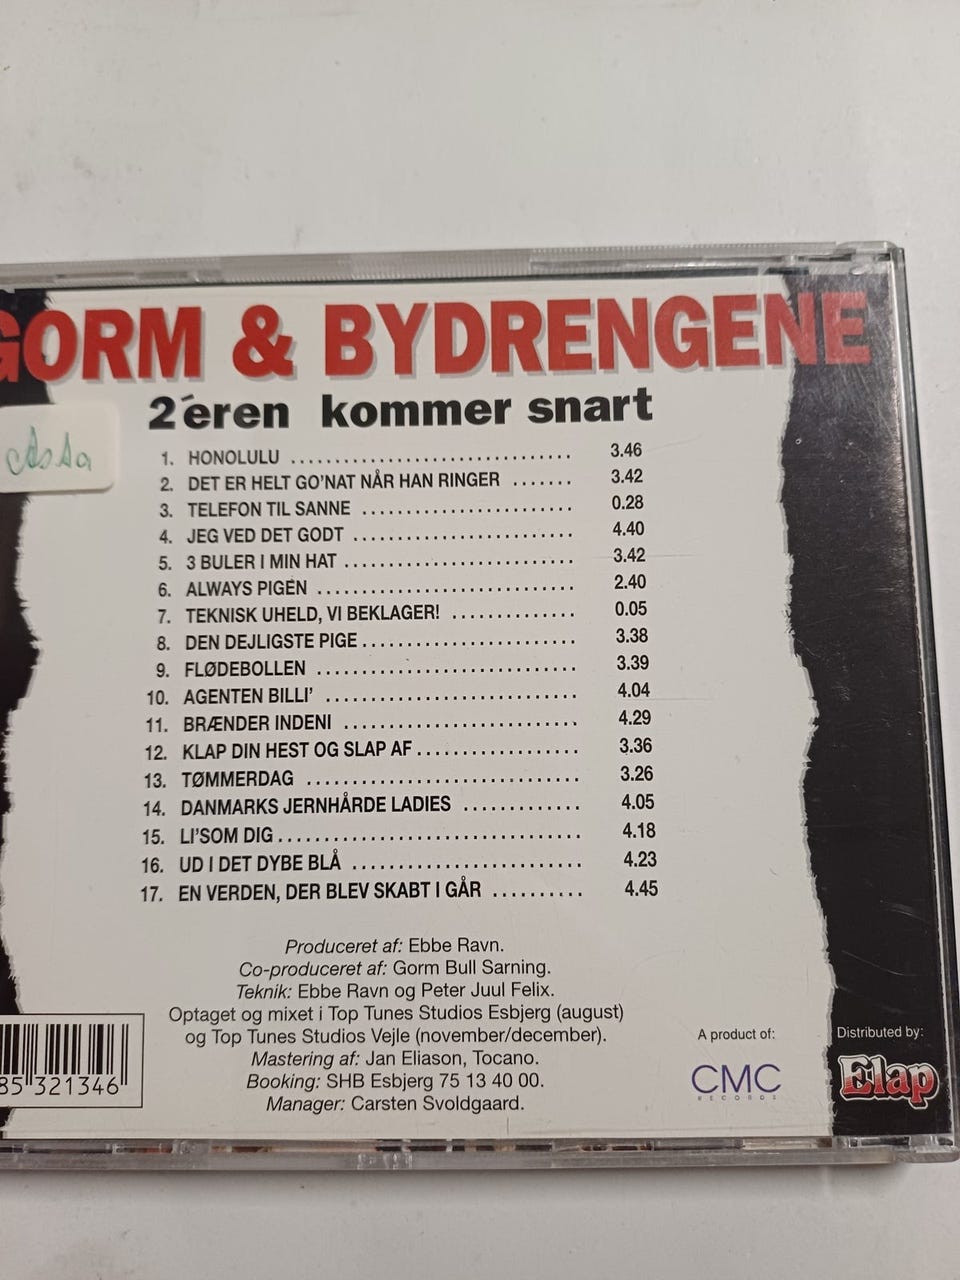 GORM & BYDRENGENE
2´eren kommer snart
1. HONOLULU ................................ 3.46
2. DET ER HELT GO'NAT NÅR HAN RINGER ....... 3.42
3. TELEFON TIL SANNE ........................ 0.28
4. JEG VED DET GODT ......................... 4.40
5. 3 BULER I MIN HAT .......................... 3.42
6. ALWAYS PIGEN ............................. 2.40
7. TEKNISK UHELD, VI BEKLAGER! .............. 0.05
8. DEN DEJLIGSTE PIGE ......................... 3.38
9. FLØDEBOLLEN ............................. 3.39
10. AGENTEN BILLI' ............................ 4.04
11. BRÆNDER INDENI .......................... 4.29
12. KLAP DIN HEST OG SLAP AF .................. 3.36
13. TØMMERDAG .............................. 3.26
14. DANMARKS JERNHÅRDE LADIES ............. 4.05
15. LI'SOM DIG .................................. 4.18
16. UD I DET DYBE BLÅ ......................... 4.23
17. EN VERDEN, DER BLEV SKABT I GÅR .......... 4.45
Produceret af: Ebbe Ravn.
Co-produceret af: Gorm Bull Sarning.
Teknik: Ebbe Ravn og Peter Juul Felix.
Optaget og mixet i Top Tunes Studios Esbjerg (august)
og Top Tunes Studios Vejle (november/december).
Mastering af: Jan Eliason, Tocano.
Booking: SHB Esbjerg 75 13 40 00.
Manager: Carsten Svoldgaard.
85 321346
A product of:
CMC
RECORDS
Distributed by:
Elap